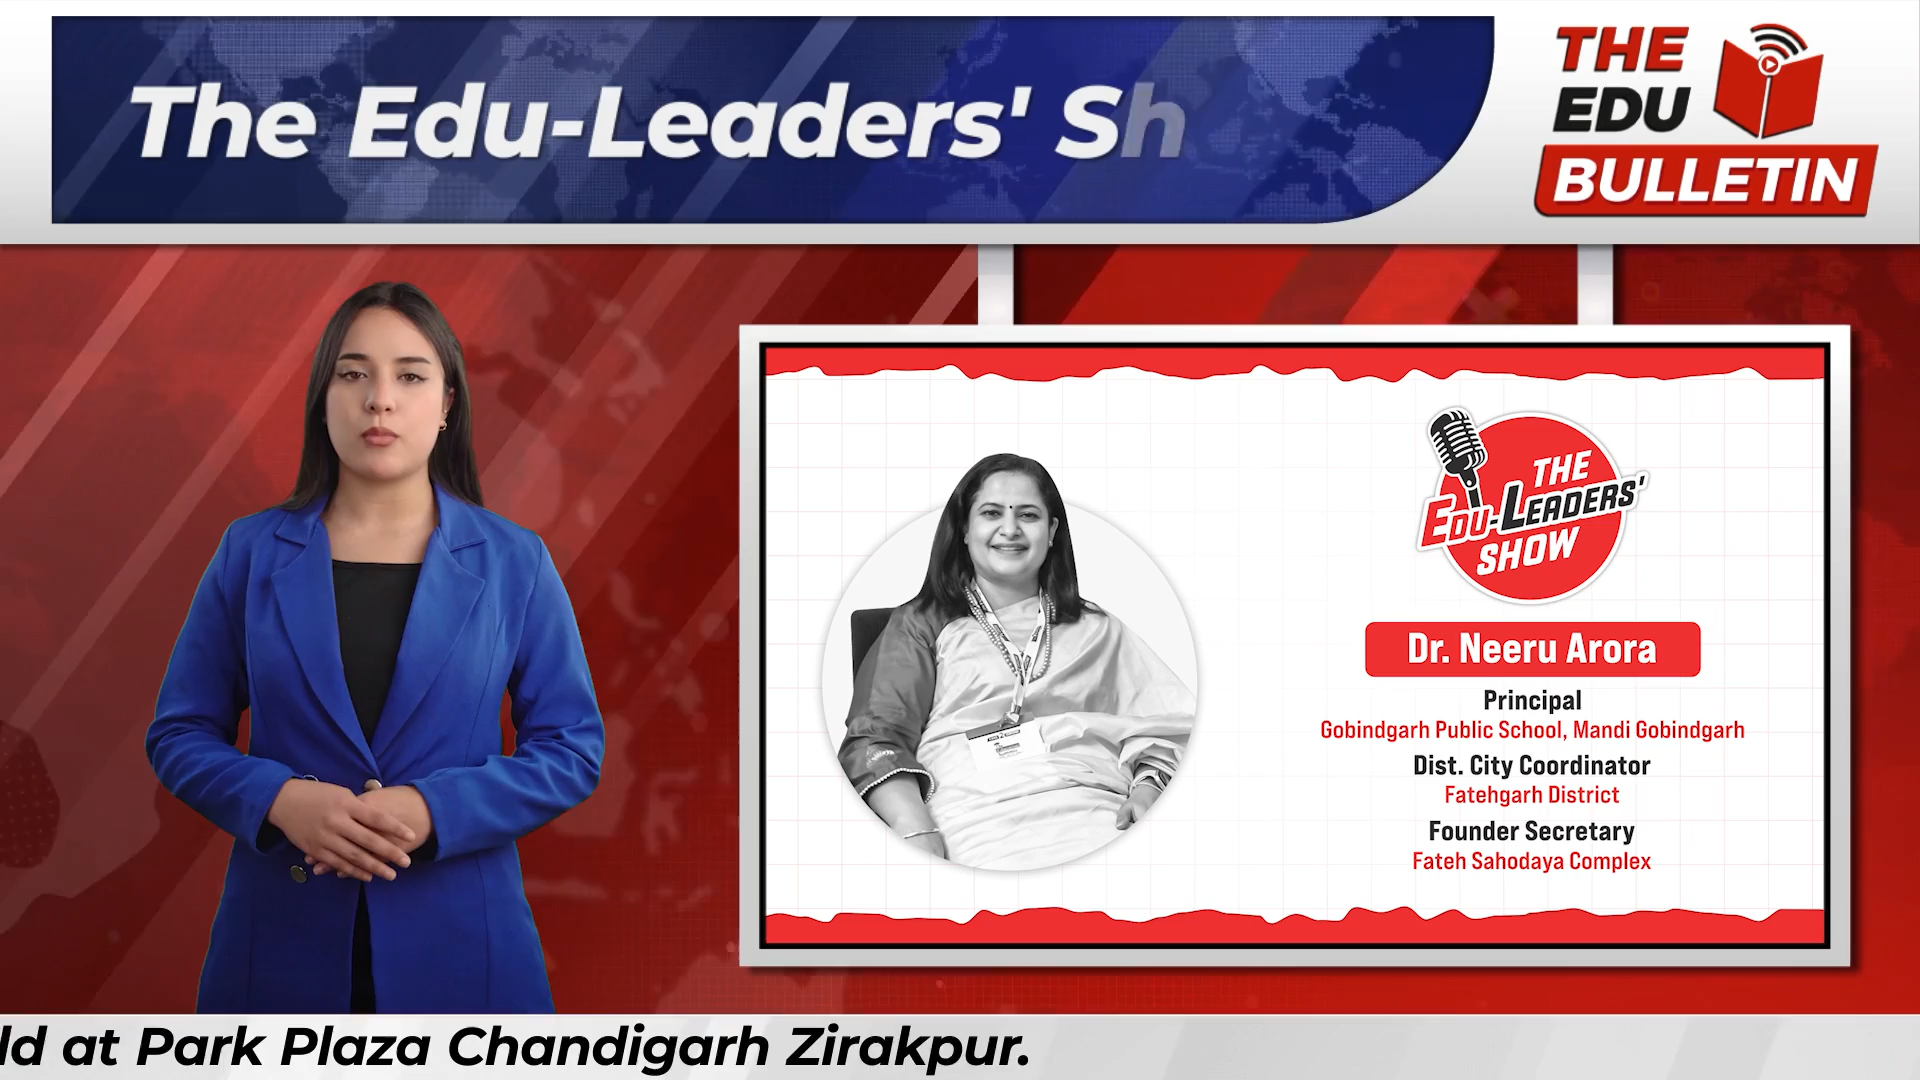 The Edu-Leaders' Sh
THE
EDU
BULLETIN
THE
EDU-LEADERS'
SHOW
Dr. Neeru Arora
Principal
Gobindgarh Public School, Mandi Gobindgarh
Dist. City Coordinator
Fatehgarh District
Founder Secretary
Fateh Sahodaya Complex
ld at Park Plaza Chandigarh Zirakpur.